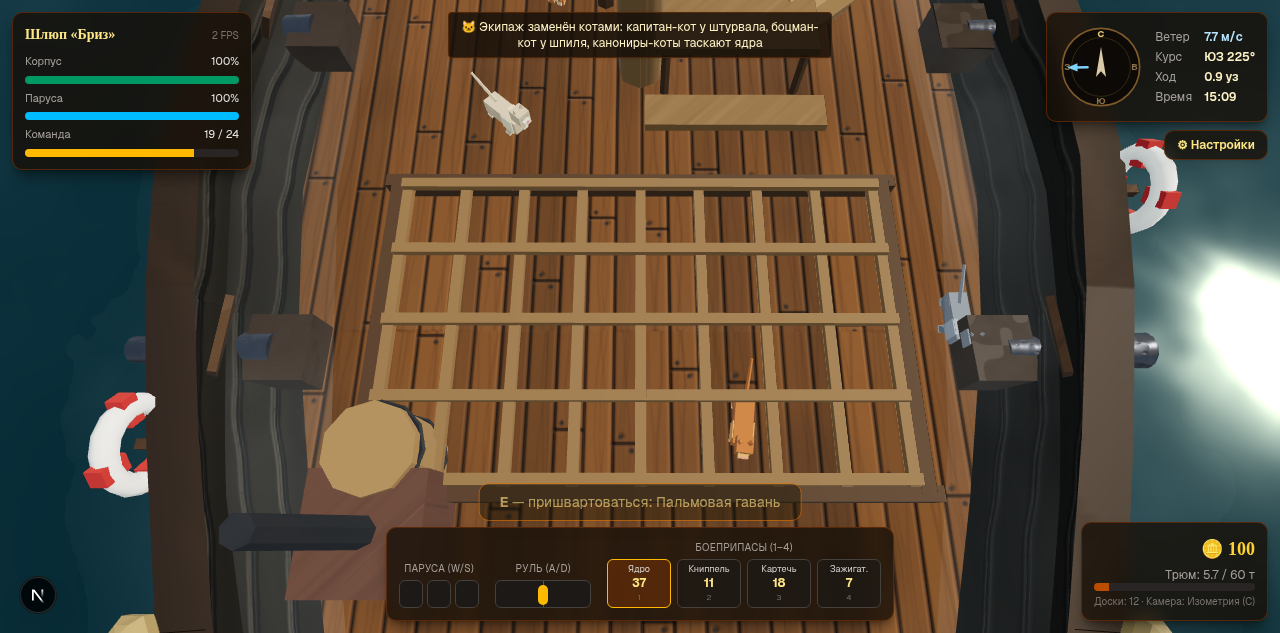 Шлюп «Бриз»
2 FPS
Корпус 100%
Паруса 100%
Команда 19 / 24
🐱 Экипаж заменён котами: капитан-кот у штурвала, боцман-
кот у шпиля, канониры-коты таскают ядра
С
З В
Ю
Ветер 7.7 м/с
Курс ЮЗ 225°
Ход 0.9 уз
Время 15:09
⚙ Настройки
E — пришвартоваться: Пальмовая гавань
ПАРУСА (W/S)
РУЛЬ (A/D)
БОЕПРИПАСЫ (1–4)
Ядро Книппель Картечь Зажигат.
37 11 18 7
1 2 3 4
N
🪙 100
Трюм: 5.7 / 60 т
Доски: 12 · Камера: Изометрия (C)